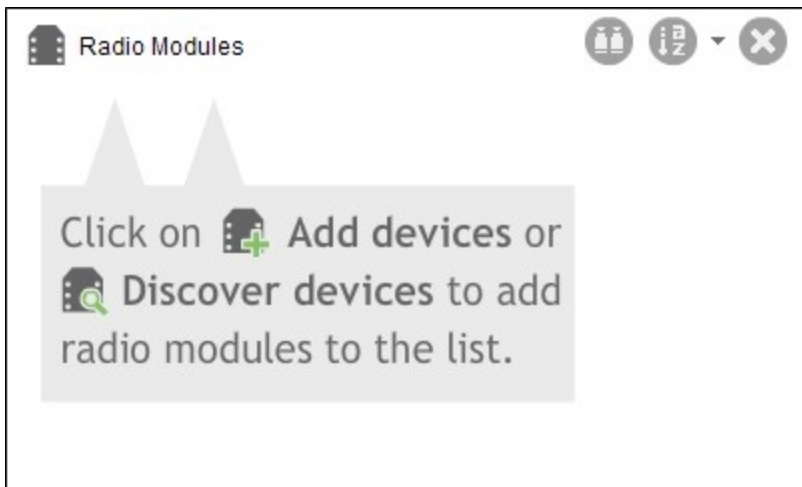 Radio Modules
Click on Add devices or
Discover devices to add
radio modules to the list.